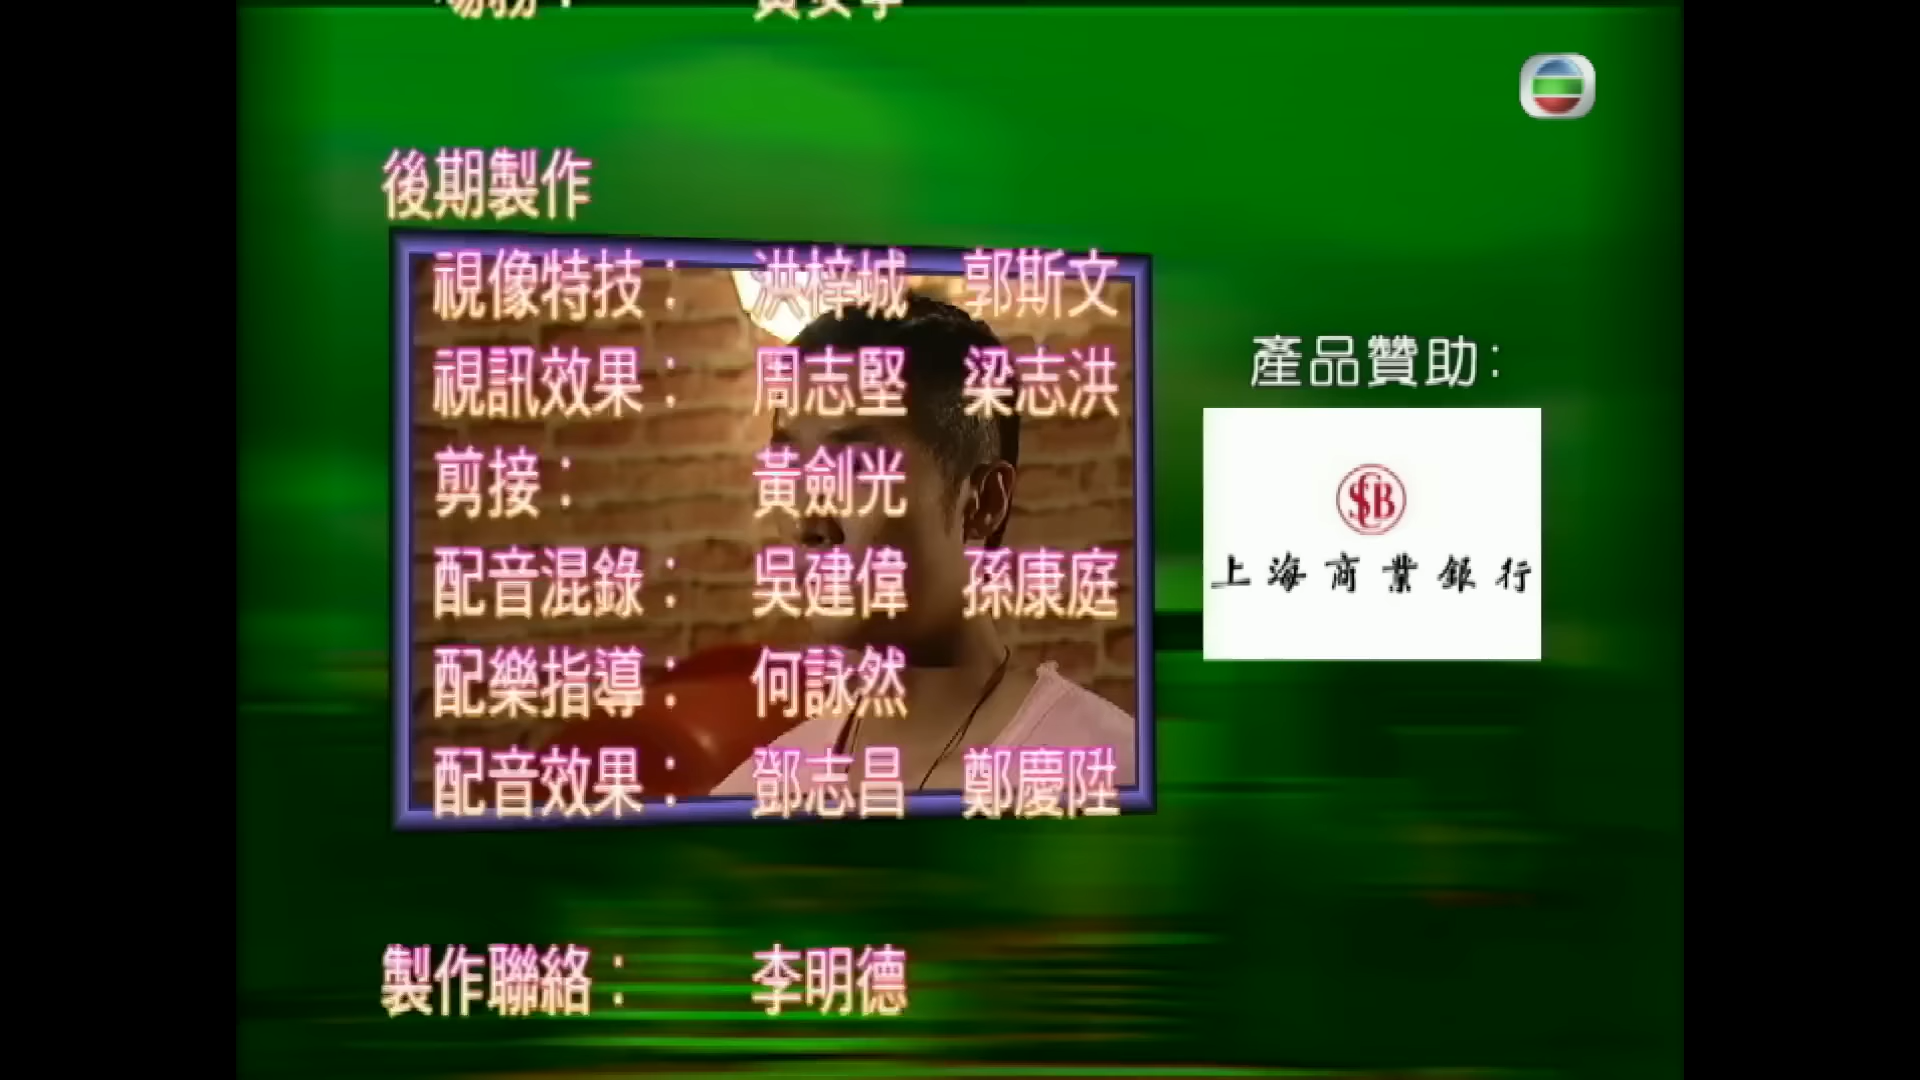 後期製作
視像特技： 洪梓城 郭斯文
視訊效果： 周志堅 梁志洪
剪接： 黃劍光
配音混錄： 吳建偉 孫康庭
配樂指導： 何詠然
配音效果： 鄧志昌 鄭慶陞
製作聯絡： 李明德
產品贊助:
SCB
上海商業銀行